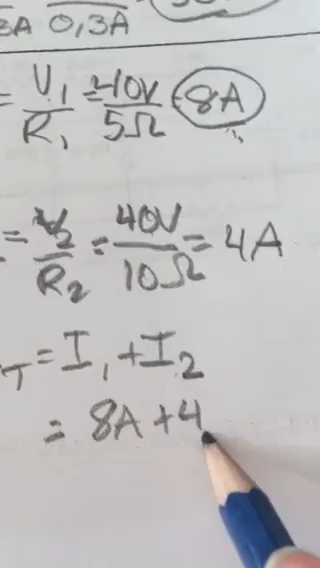 3A 0,3A
= V₁/R₁ = 40V/5Ω = 8A
= V₂/R₂ = 40V/10Ω = 4A
T = I₁ + I₂
= 8A + 4